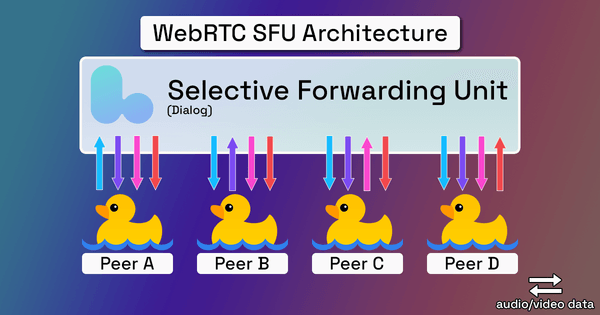 WebRTC SFU Architecture
Selective Forwarding Unit
(Dialog)
Peer A
Peer B
Peer C
Peer D
audio/video data